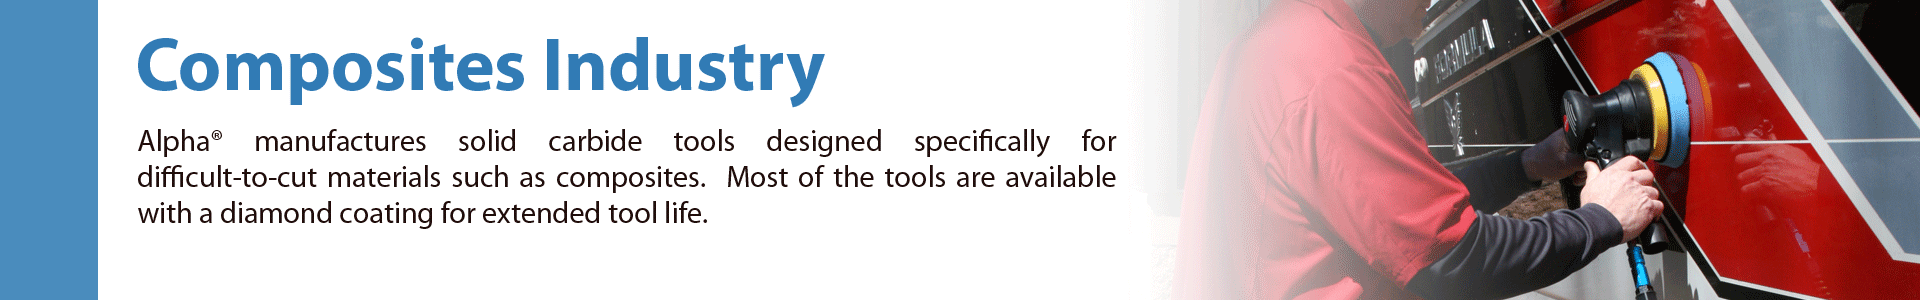 Composites Industry
Alpha® manufactures solid carbide tools designed specifically for
difficult-to-cut materials such as composites.  Most of the tools are available
with a diamond coating for extended tool life.
FORMULA